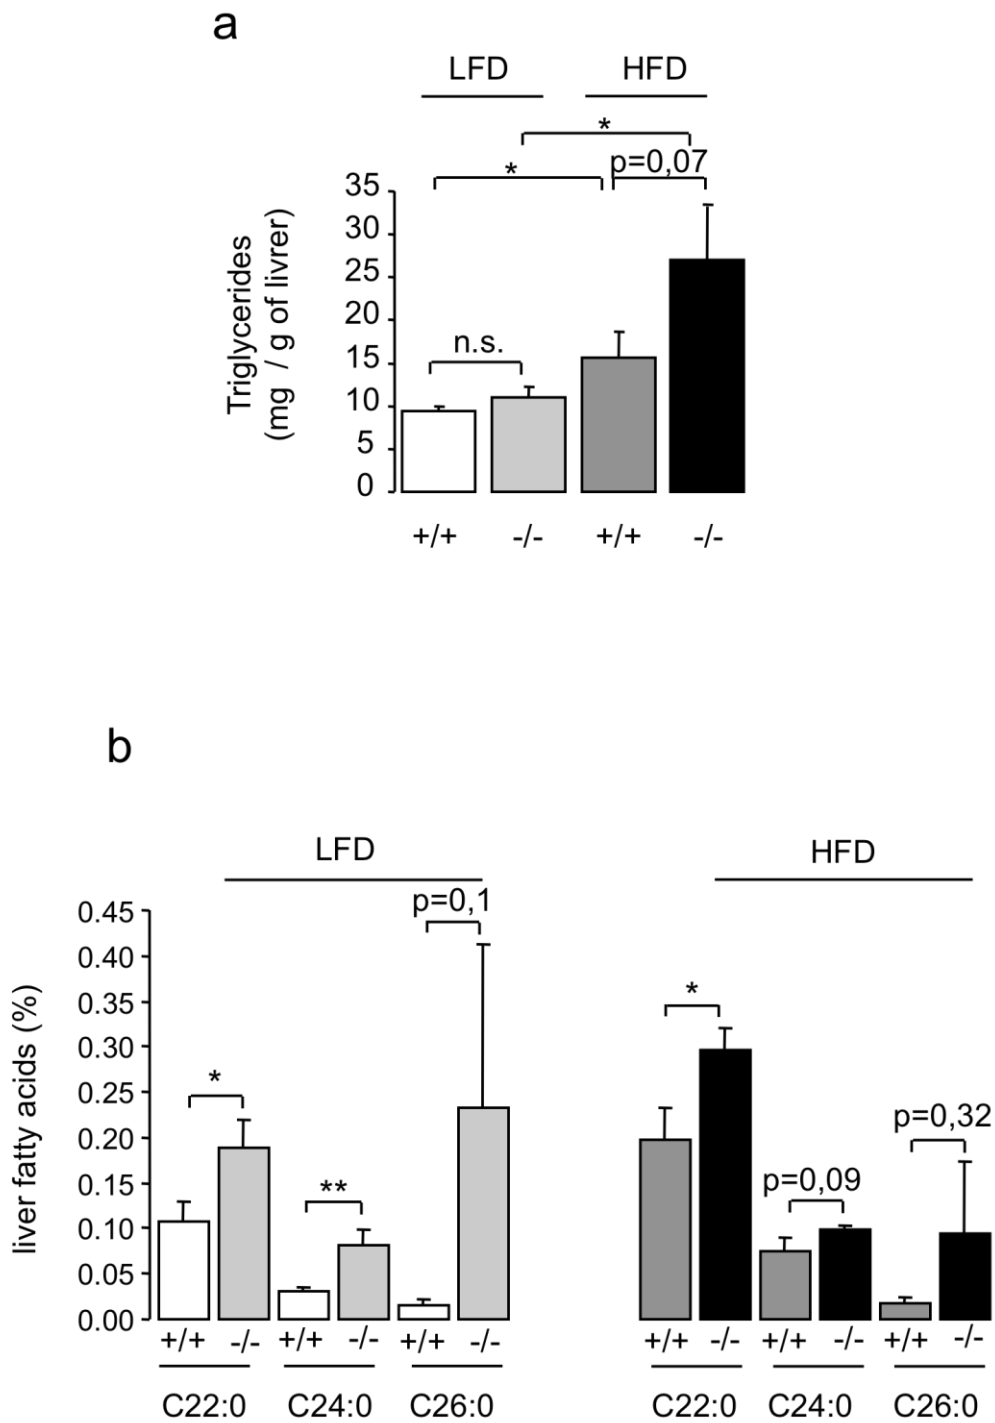 a
LFD HFD
*
* p=0,07
35
30
25
20
15
10
5
0
Triglycerides
(mg / g of livrer)
n.s.
+/+ -/- +/+ -/-
b
LFD HFD
p=0,1
0.45
0.40
0.35
0.30
0.25
0.20
0.15
0.10
0.05
0.00
liver fatty acids (%)
* ** * p=0,09 p=0,32
+/+ -/- +/+ -/- +/+ -/- +/+ -/- +/+ -/- +/+ -/-
C22:0 C24:0 C26:0 C22:0 C24:0 C26:0